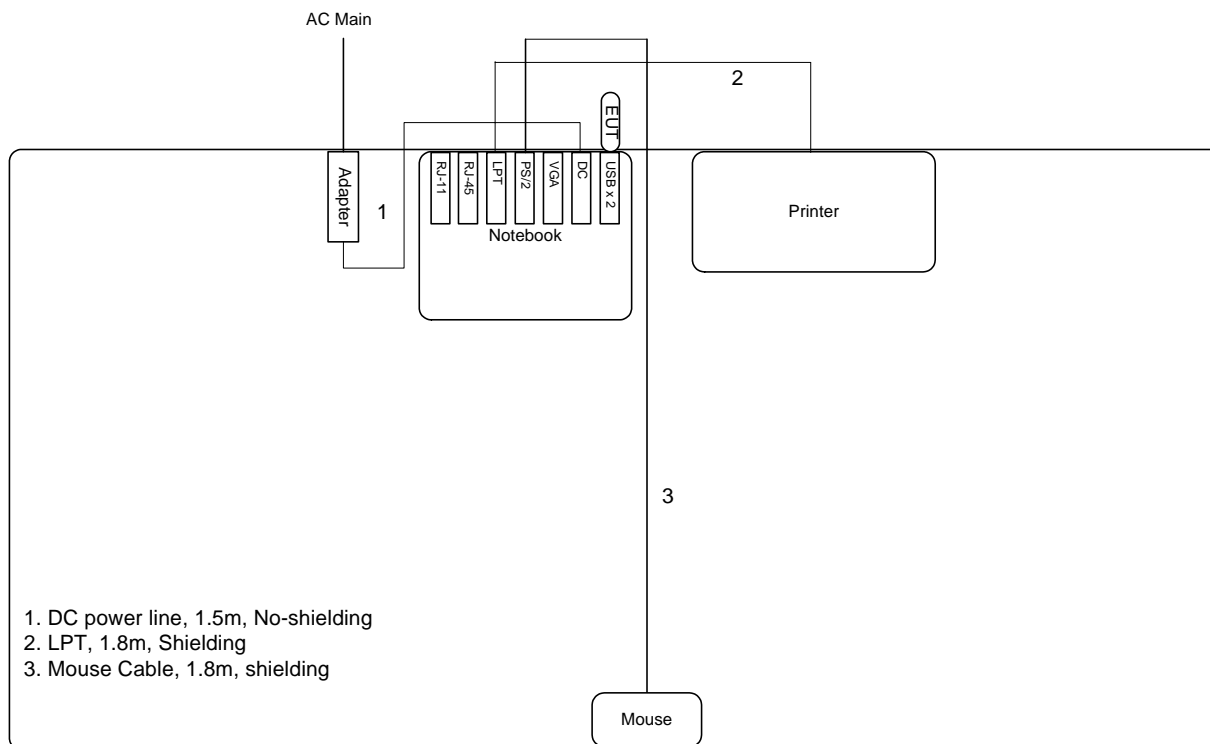 AC Main
2
EUT
Adapter
1
RJ-11
RJ-45
LPT
PS/2
VGA
DC
USB x 2
Notebook
Printer
3
1. DC power line, 1.5m, No-shielding
2. LPT, 1.8m, Shielding
3. Mouse Cable, 1.8m, shielding
Mouse